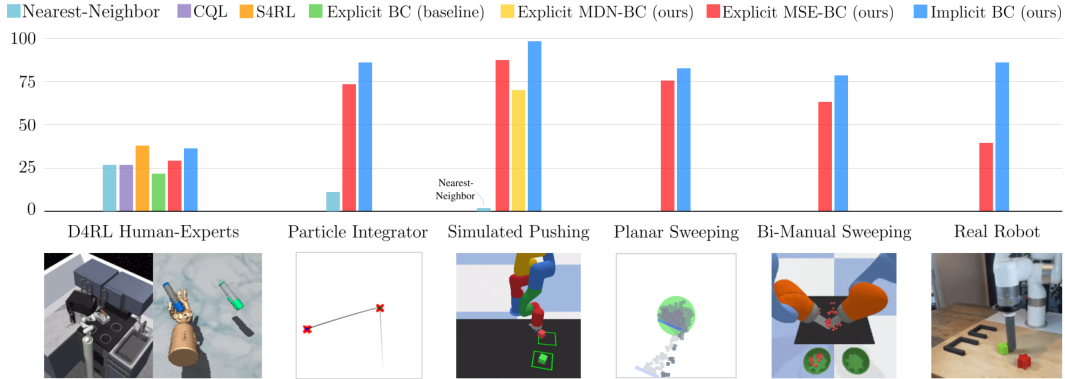 Nearest-Neighbor CQL S4RL Explicit BC (baseline) Explicit MDN-BC (ours) Explicit MSE-BC (ours) Implicit BC (ours)
100
75
50
25
0
Nearest-
Neighbor
D4RL Human-Experts Particle Integrator Simulated Pushing Planar Sweeping Bi-Manual Sweeping Real Robot